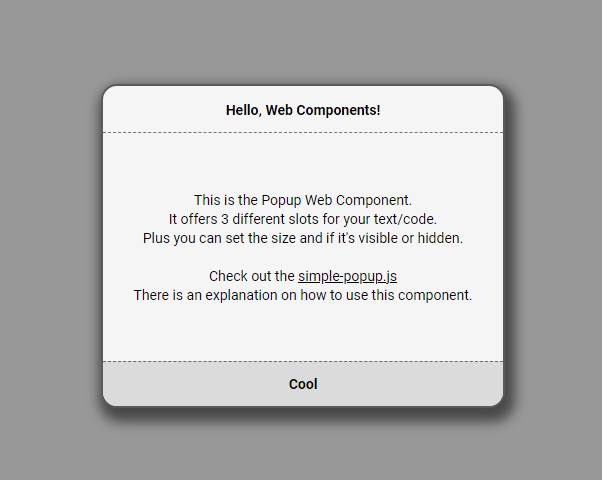 Hello, Web Components!
This is the Popup Web Component.
It offers 3 different slots for your text/code.
Plus you can set the size and if it's visible or hidden.
Check out the simple-popup.js
There is an explanation on how to use this component.
Cool